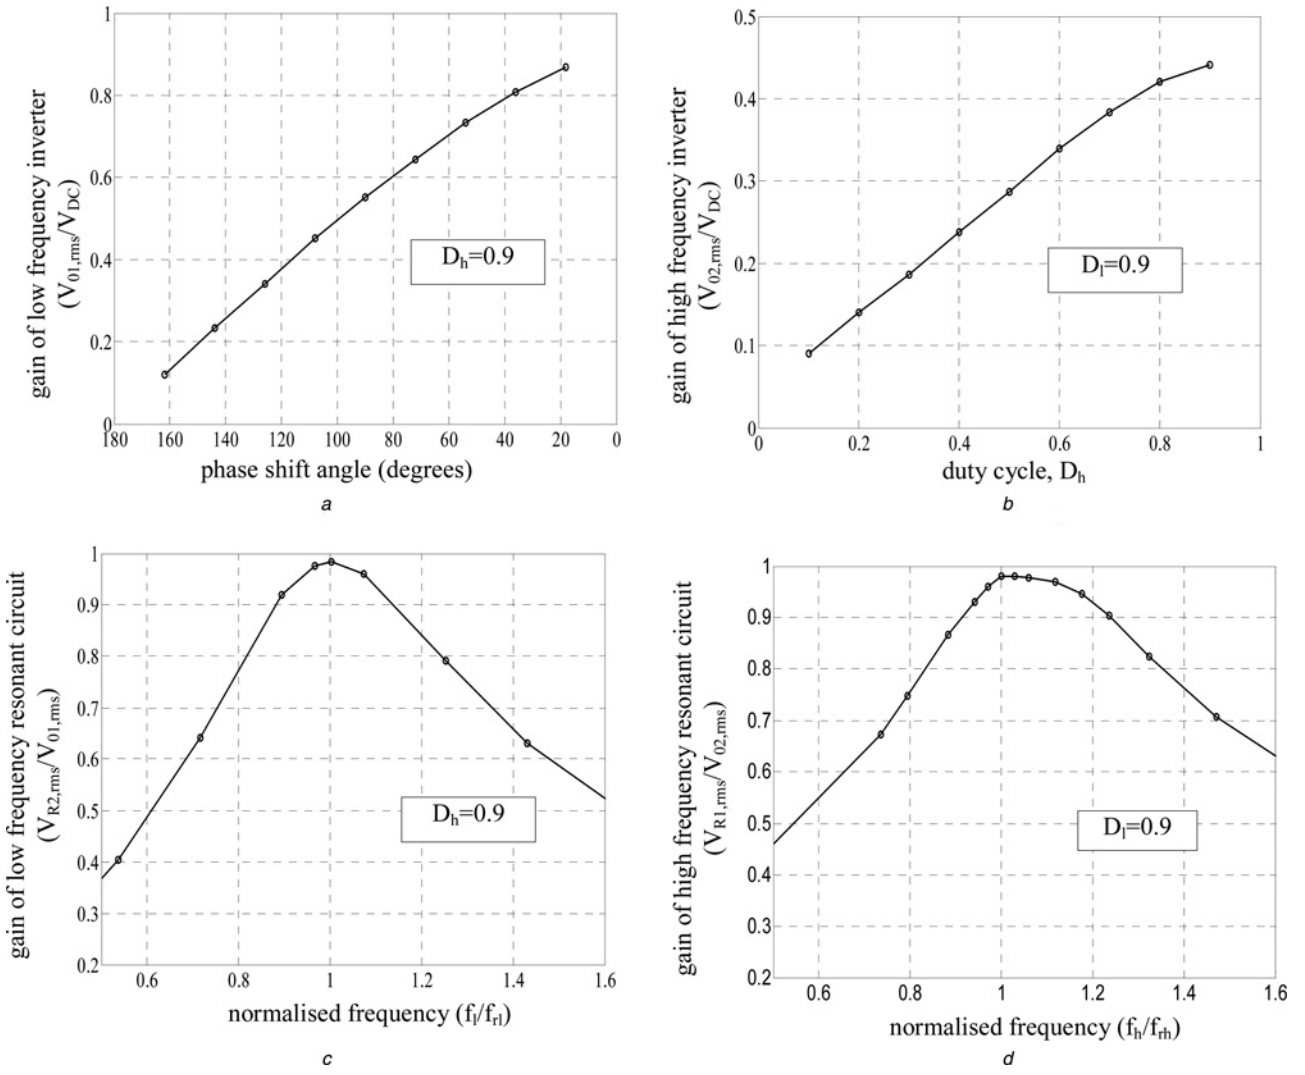 gain of low frequency inverter
(V01,rms/VDC)
1
0.8
0.6
0.4
0.2
0
180 160 140 120 100 80 60 40 20 0
Dh=0.9
phase shift angle (degrees)
a
gain of high frequency inverter
(V02,rms/VDC)
0.5
0.4
0.3
0.2
0.1
0
0 0.2 0.4 0.6 0.8 1
Dl=0.9
duty cycle, Dh
b
gain of low frequency resonant circuit
(VR2,rms/V01,rms)
1
0.9
0.8
0.7
0.6
0.5
0.4
0.3
0.2
0.6 0.8 1 1.2 1.4 1.6
Dh=0.9
normalised frequency (fl/frl)
c
gain of high frequency resonant circuit
(VR1,rms/V02,rms)
1
0.9
0.8
0.7
0.6
0.5
0.4
0.3
0.2
0.6 0.8 1 1.2 1.4 1.6
Dl=0.9
normalised frequency (fh/frh)
d